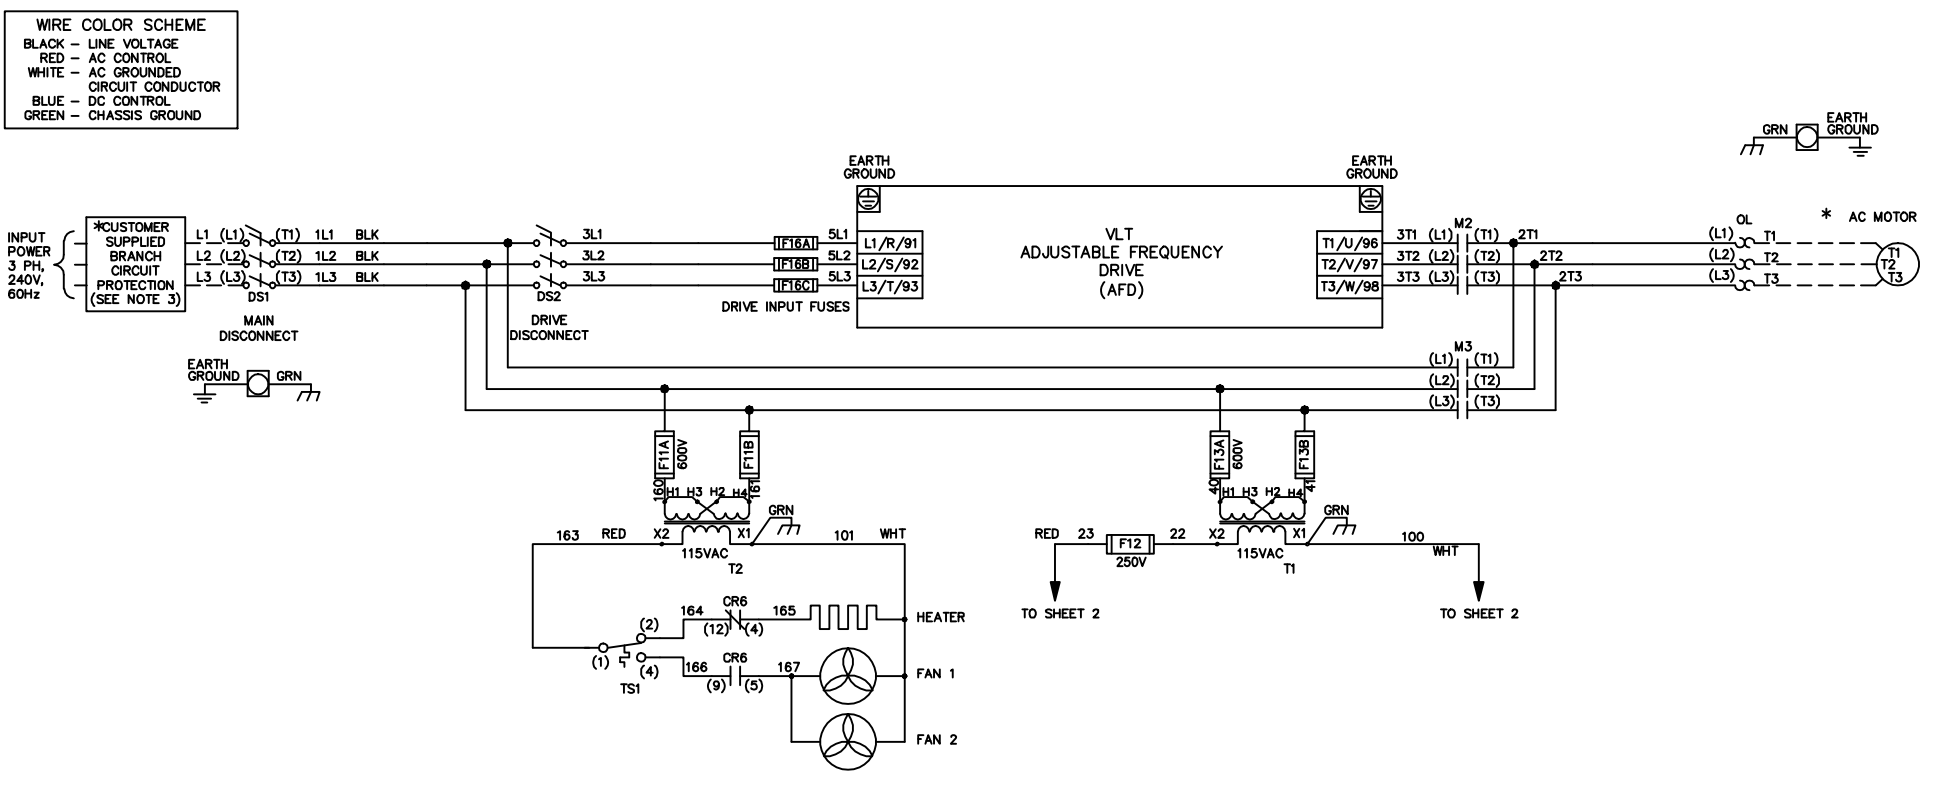 WIRE COLOR SCHEME
BLACK – LINE VOLTAGE
RED – AC CONTROL
WHITE – AC GROUNDED
CIRCUIT CONDUCTOR
BLUE – DC CONTROL
GREEN – CHASSIS GROUND
GRN
EARTH
GROUND
INPUT
POWER
3 PH,
240V,
60Hz
*CUSTOMER
SUPPLIED
BRANCH
CIRCUIT
PROTECTION
(SEE NOTE 3)
L1 (L1) (T1) 1L1 BLK
L2 (L2) (T2) 1L2 BLK
L3 (L3) (T3) 1L3 BLK
DS1
MAIN
DISCONNECT
EARTH
GROUND
GRN
3L1
3L2
3L3
DS2
DRIVE
DISCONNECT
F16A 5L1
F16B 5L2
F16C 5L3
DRIVE INPUT FUSES
EARTH
GROUND
L1/R/91
L2/S/92
L3/T/93
VLT
ADJUSTABLE FREQUENCY
DRIVE
(AFD)
EARTH
GROUND
T1/U/96
T2/V/97
T3/W/98
M2
3T1 (L1) (T1) 2T1
3T2 (L2) (T2) 2T2
3T3 (L3) (T3) 2T3
M3
(L1) (T1)
(L2) (T2)
(L3) (T3)
OL
(L1) T1
(L2) T2
(L3) T3
* AC MOTOR
T1
T2
T3
F11A
600V
F11B
160
161
H1 H3 H2 H4
GRN
163 RED X2 X1 101 WHT
115VAC
T2
F13A
600V
F13B
40
41
H1 H3 H2 H4
GRN
RED 23 F12 22 X2 X1 100
WHT
250V
115VAC
T1
TO SHEET 2
TO SHEET 2
CR6
164 165
(12) (4)
HEATER
(2)
(1)
(4)
TS1
CR6
166 167
(9) (5)
FAN 1
FAN 2